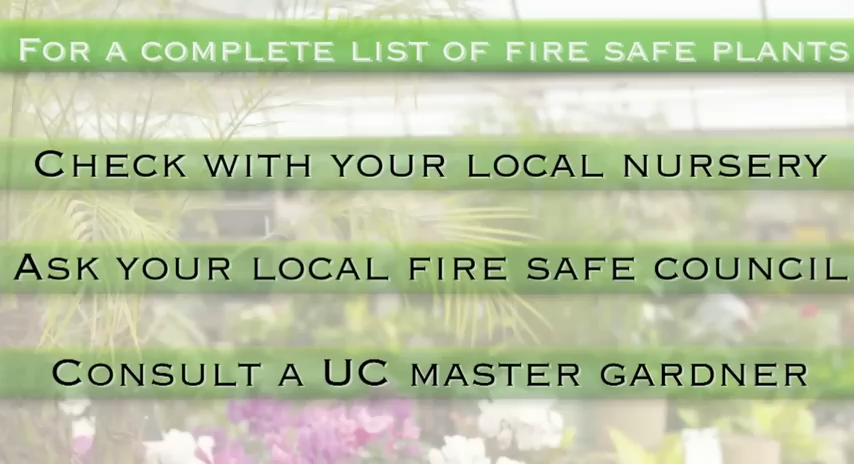 For a complete list of fire safe plants
Check with your local nursery
Ask your local fire safe council
Consult a UC master gardner